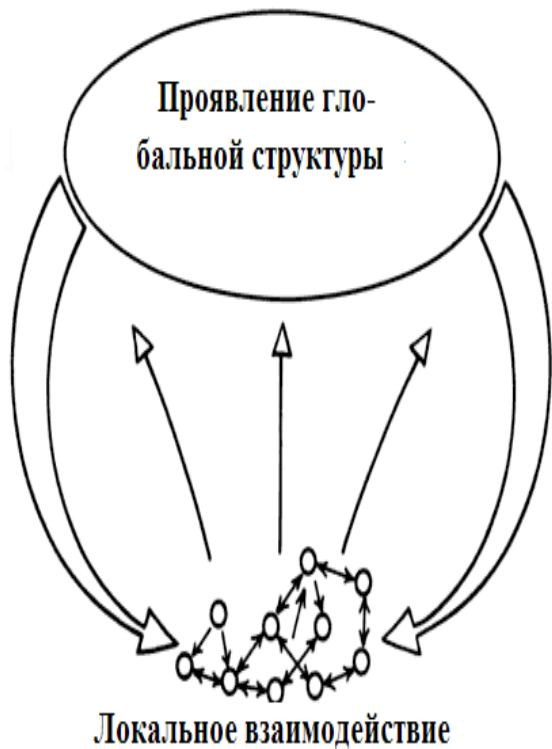 Проявление гло-
бальной структуры
Локальное взаимодействие